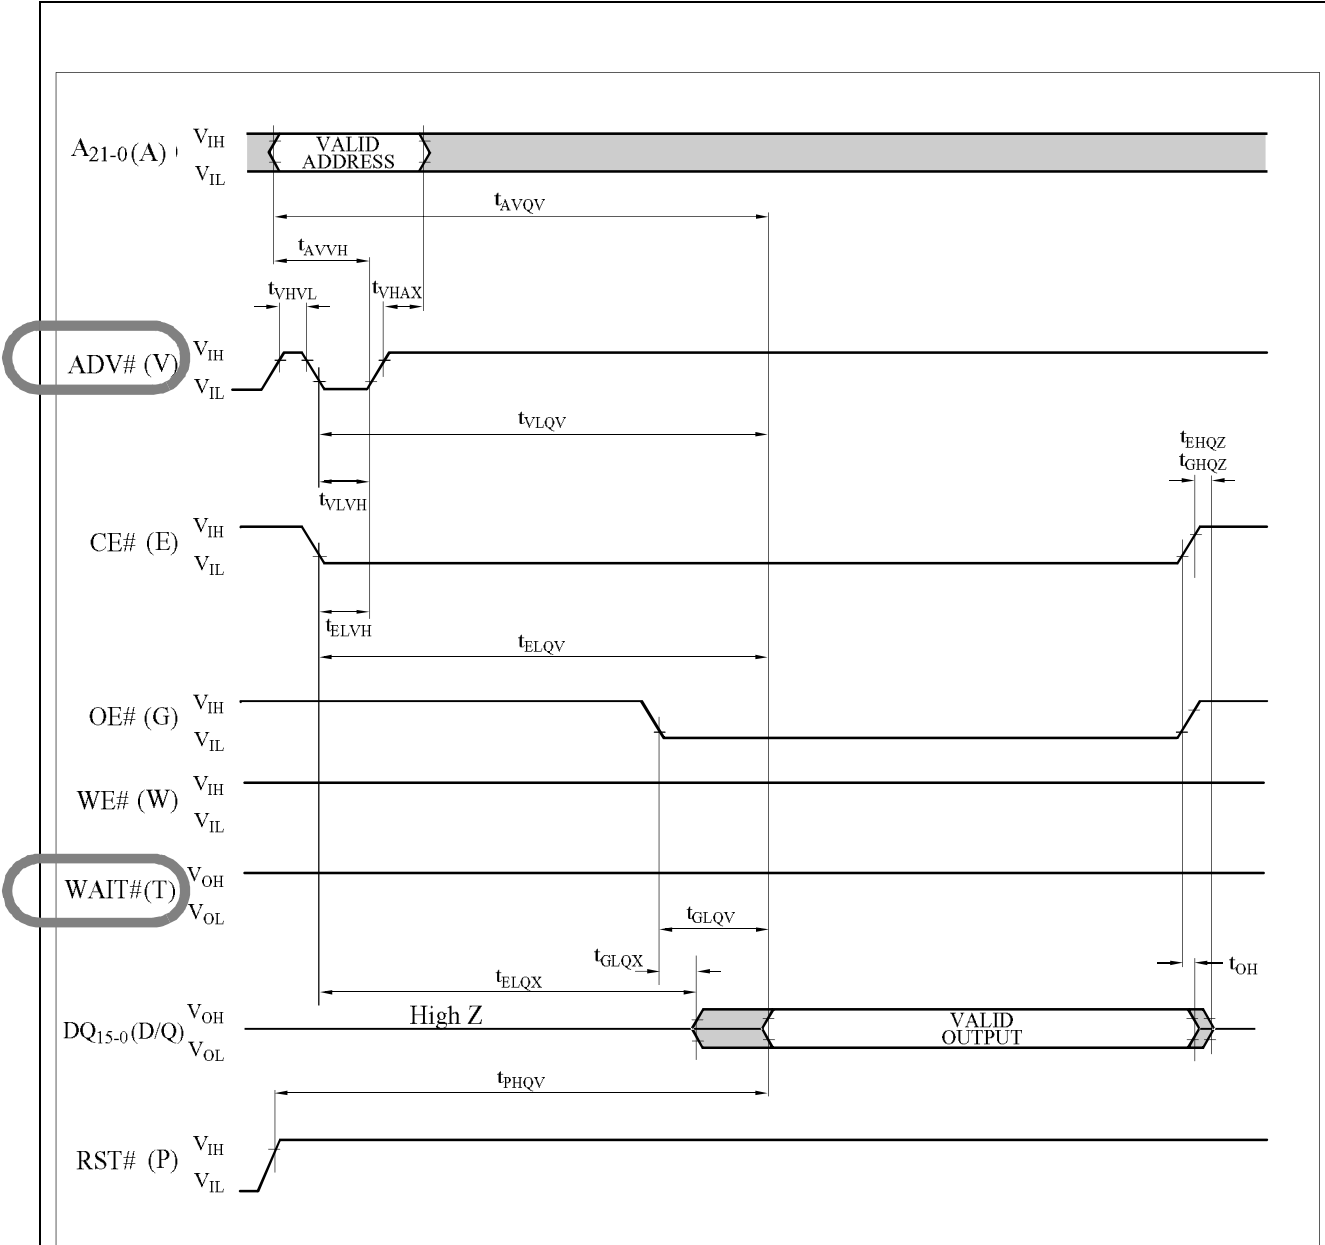 A21-0(A)
VIH
VIL
VALID
ADDRESS
tAVQV
tAVVH
tVHVL
tVHAX
ADV# (V)
VIH
VIL
tVLQV
tEHQZ
tGHQZ
tVLVH
CE# (E)
VIH
VIL
tELVH
tELQV
OE# (G)
VIH
VIL
WE# (W)
VIH
VIL
WAIT#(T)
VOH
VOL
tGLQV
tGLQX
tOH
tELQX
DQ15-0(D/Q)
VOH
VOL
High Z
VALID
OUTPUT
tPHQV
RST# (P)
VIH
VIL